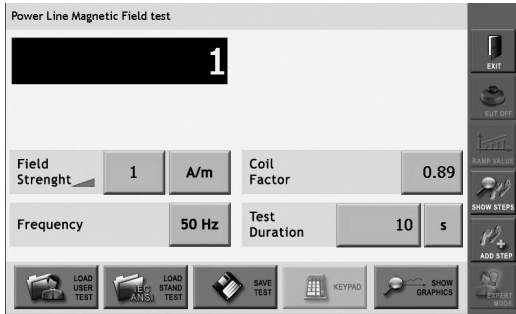 Power Line Magnetic Field test
1
EXIT
EUT OFF
RAMP VALUE
Field
Strenght
1
A/m
Coil
Factor
0.89
SHOW STEPS
Frequency
50 Hz
Test
Duration
10
s
ADD STEP
LOAD
USER
TEST
IEC
ANSI
LOAD
STAND
TEST
SAVE
TEST
KEYPAD
SHOW
GRAPHICS
EXPERT
MODE